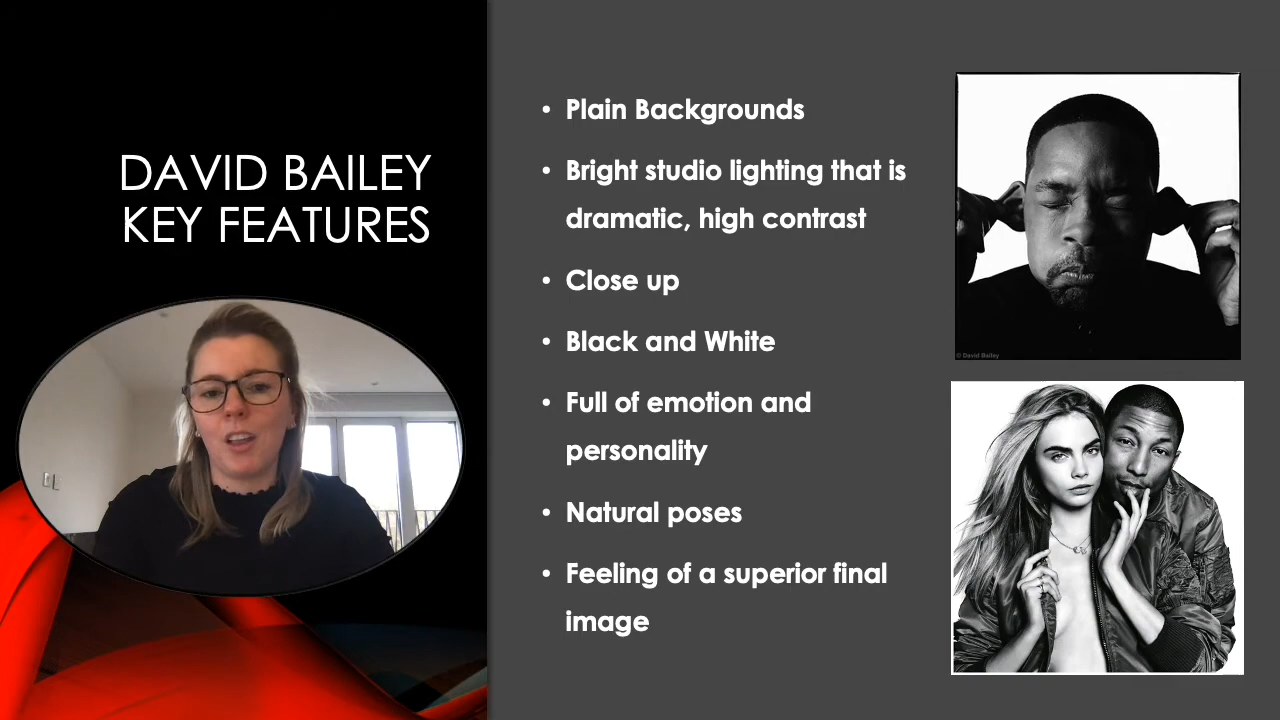 DAVID BAILEY
KEY FEATURES
• Plain Backgrounds
• Bright studio lighting that is
dramatic, high contrast
• Close up
• Black and White
• Full of emotion and
personality
• Natural poses
• Feeling of a superior final
image
© David Bailey